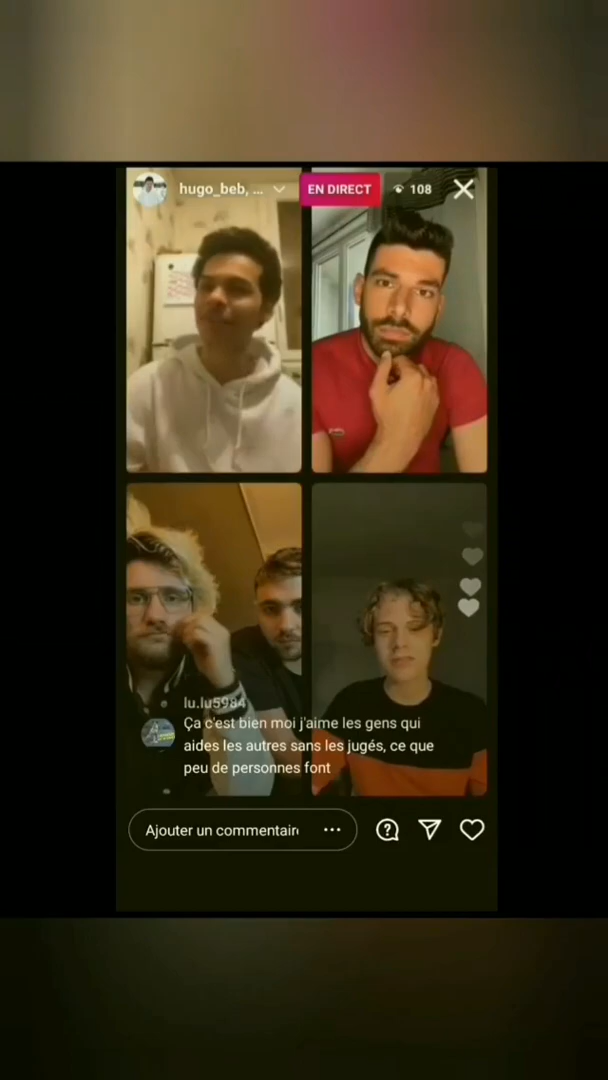 hugo_beb, ...
EN DIRECT
108
lu.lu5984
Ça c'est bien moi j'aime les gens qui
aides les autres sans les jugés, ce que
peu de personnes font
Ajouter un commentair